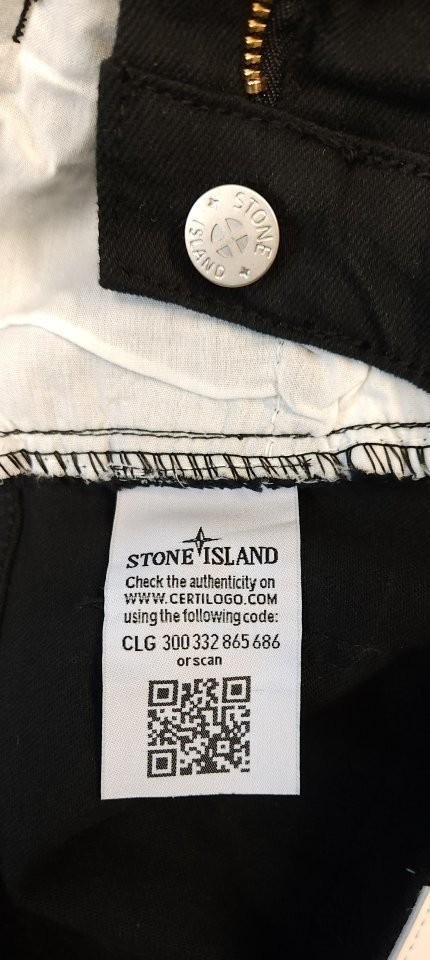 STONE
ISLAND
STONE ISLAND
Check the authenticity on
WWW.CERTILOGO.COM
using the following code:
CLG 300 332 865 686
or scan